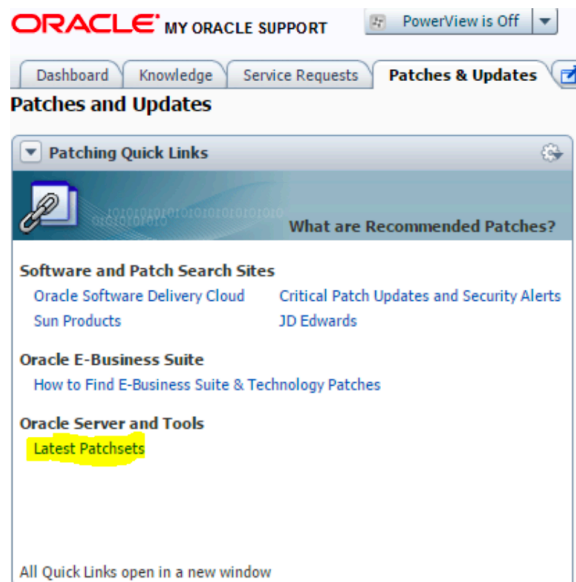 ORACLE MY ORACLE SUPPORT PowerView is Off
Dashboard Knowledge Service Requests Patches & Updates
Patches and Updates
Patching Quick Links
What are Recommended Patches?
Software and Patch Search Sites
Oracle Software Delivery Cloud Critical Patch Updates and Security Alerts
Sun Products JD Edwards
Oracle E-Business Suite
How to Find E-Business Suite & Technology Patches
Oracle Server and Tools
Latest Patchsets
All Quick Links open in a new window